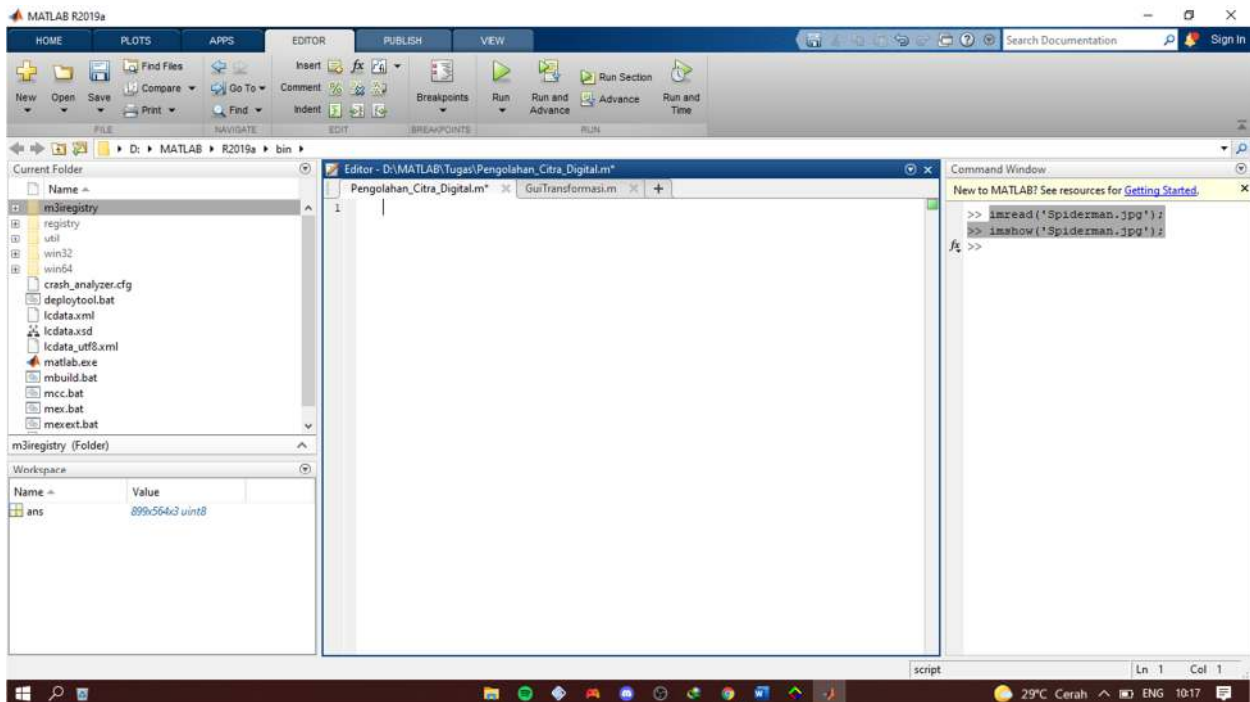 MATLAB R2019a
HOME PLOTS APPS EDITOR PUBLISH VIEW Search Documentation Sign In
New Open Save Find Files Compare Print Go To Find Insert fx Comment Indent Breakpoints Run Run and Advance Run Section Advance Run and Time
FILE NAVIGATE EDIT BREAKPOINTS RUN
D: MATLAB R2019a bin
Current Folder
Name
m3iregistry
registry
util
win32
win64
crash_analyzer.cfg
deploytool.bat
lcdata.xml
lcdata.xsd
lcdata_utf8.xml
matlab.exe
mbuild.bat
mcc.bat
mex.bat
mexext.bat
m3iregistry (Folder)
Workspace
Name Value
ans 899x564x3 uint8
Editor - D:\MATLAB\Tugas\Pengolahan_Citra_Digital.m*
Pengolahan_Citra_Digital.m* GuiTransformasi.m +
1
Command Window
New to MATLAB? See resources for Getting Started.
>> imread('Spiderman.jpg');
>> imshow('Spiderman.jpg');
fx >>
script Ln 1 Col 1
29°C Cerah ENG 10:17